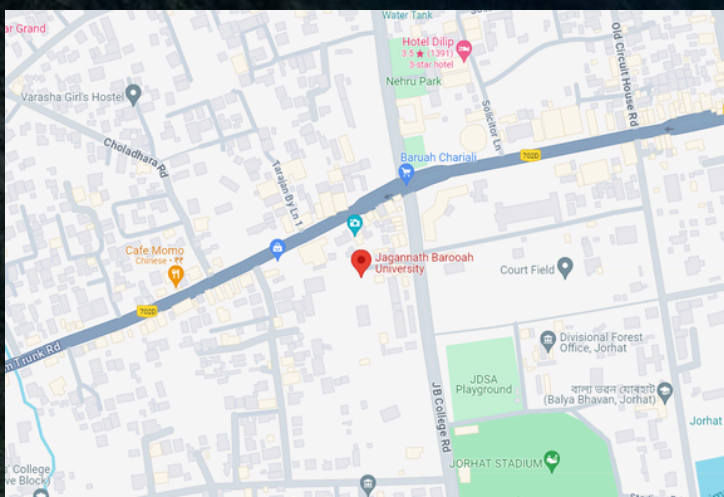 Water Tank
ar Grand
Hotel Dilip
3.5★ (1391)
3-star hotel
Old Circuit House Rd
Nehru Park
Varasha Girl's Hostel
Solicitor Ln
Choladhara Rd
Baruah Chariali
702D
Tarajan By Ln 1
Cafe Momo
Chinese • ₹₹
Jagannath Barooah
University
Court Field
702D
m Trunk Rd
Divisional Forest
Office, Jorhat
JDSA
Playground
বাল্য ভৱন যোৰহাট
(Balya Bhavan, Jorhat)
JB College Rd
Jorhat
JORHAT STADIUM
s' College
ve Block)